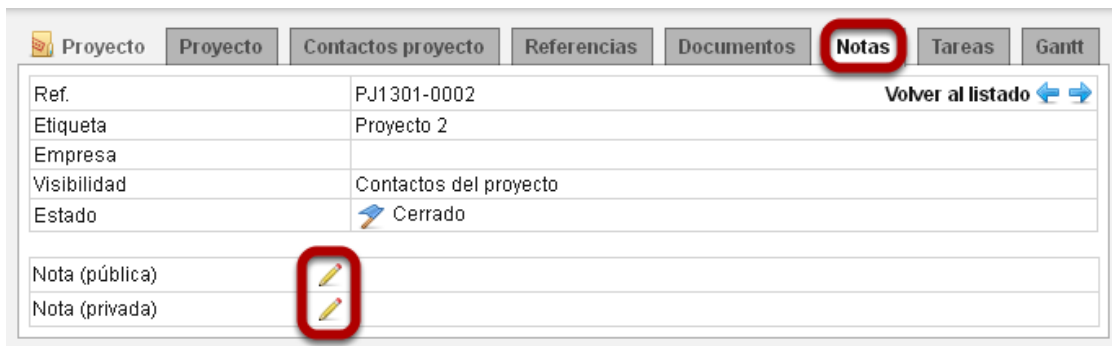 Proyecto Proyecto Contactos proyecto Referencias Documentos Notas Tareas Gantt
Ref. PJ1301-0002 Volver al listado
Etiqueta Proyecto 2
Empresa
Visibilidad Contactos del proyecto
Estado Cerrado
Nota (pública)
Nota (privada)